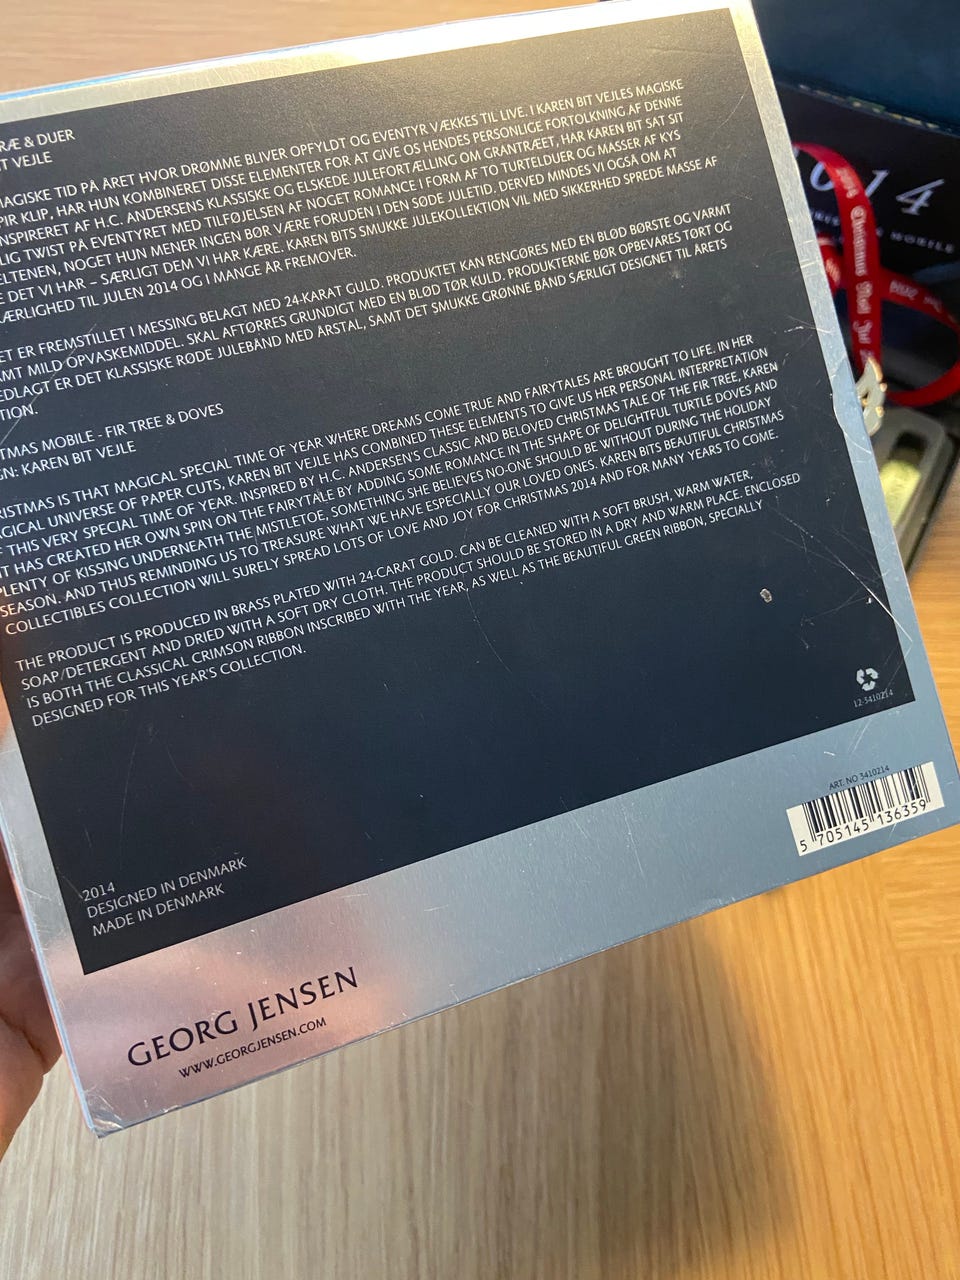 RÆ & DUER
T VEJLE
MAGISKE TID PÅ ÅRET HVOR DRØMME BLIVER OPFYLDT OG EVENTYR VÆKKES TIL LIVE. I KAREN BIT VEJLES MAGISKE
PIR KLIP, HAR HUN KOMBINERET DISSE ELEMENTER FOR AT GIVE OS HENDES PERSONLIGE FORTOLKNING AF DENNE
NSPIRERET AF H.C. ANDERSENS KLASSISKE OG ELSKEDE JULEFORTÆLLING OM GRANTRÆET, HAR KAREN BIT SAT SIT
LIG TWIST PÅ EVENTYRET MED TILFØJELSEN AF NOGET ROMANCE I FORM AF TO TURTELDUER OG MASSER AF KYS
ELTENEN, NOGET HUN MENER INGEN BØR VÆRE FORUDEN I DEN SØDE JULETID. DERVED MINDES VI OGSÅ OM AT
E DET VI HAR – SÆRLIGT DEM VI HAR KÆRE. KAREN BITS SMUKKE JULEKOLLEKTION VIL MED SIKKERHED SPREDE MASSE AF
ÆRLIGHED TIL JULEN 2014 OG I MANGE ÅR FREMOVER.
ET ER FREMSTILLET I MESSING BELAGT MED 24-KARAT GULD. PRODUKTET KAN RENGØRES MED EN BLØD BØRSTE OG VARMT
AMT MILD OPVASKEMIDDEL. SKAL AFTØRRES GRUNDIGT MED EN BLØD TØR KLUD. PRODUKTERNE BØR OPBEVARES TØRT OG
EDLAGT ER DET KLASSISKE RØDE JULEBÅND MED ÅRSTAL, SAMT DET SMUKKE GRØNNE BÅND SÆRLIGT DESIGNET TIL ÅRETS
TION.
TMAS MOBILE - FIR TREE & DOVES
GN: KAREN BIT VEJLE
RISTMAS IS THAT MAGICAL SPECIAL TIME OF YEAR WHERE DREAMS COME TRUE AND FAIRYTALES ARE BROUGHT TO LIFE. IN HER
AGICAL UNIVERSE OF PAPER CUTS, KAREN BIT VEJLE HAS COMBINED THESE ELEMENTS TO GIVE US HER PERSONAL INTERPRETATION
F THIS VERY SPECIAL TIME OF YEAR. INSPIRED BY H.C. ANDERSEN'S CLASSIC AND BELOVED CHRISTMAS TALE OF THE FIR TREE, KAREN
IT HAS CREATED HER OWN SPIN ON THE FAIRYTALE BY ADDING SOME ROMANCE IN THE SHAPE OF DELIGHTFUL TURTLE DOVES AND
PLENTY OF KISSING UNDERNEATH THE MISTLETOE, SOMETHING SHE BELIEVES NO-ONE SHOULD BE WITHOUT DURING THE HOLIDAY
SEASON. AND THUS REMINDING US TO TREASURE WHAT WE HAVE ESPECIALLY OUR LOVED ONES. KAREN BITS BEAUTIFUL CHRISTMAS
COLLECTIBLES COLLECTION WILL SURELY SPREAD LOTS OF LOVE AND JOY FOR CHRISTMAS 2014 AND FOR MANY YEARS TO COME.
THE PRODUCT IS PRODUCED IN BRASS PLATED WITH 24-CARAT GOLD. CAN BE CLEANED WITH A SOFT BRUSH, WARM WATER,
SOAP/DETERGENT AND DRIED WITH A SOFT DRY CLOTH. THE PRODUCT SHOULD BE STORED IN A DRY AND WARM PLACE. ENCLOSED
IS BOTH THE CLASSICAL CRIMSON RIBBON INSCRIBED WITH THE YEAR, AS WELL AS THE BEAUTIFUL GREEN RIBBON, SPECIALLY
DESIGNED FOR THIS YEAR'S COLLECTION.
12-3410214
ART. NO 3410214
5 705145 136359
2014
DESIGNED IN DENMARK
MADE IN DENMARK
GEORG JENSEN
WWW.GEORGJENSEN.COM
014
MOBILE
2014 Christmas
2014